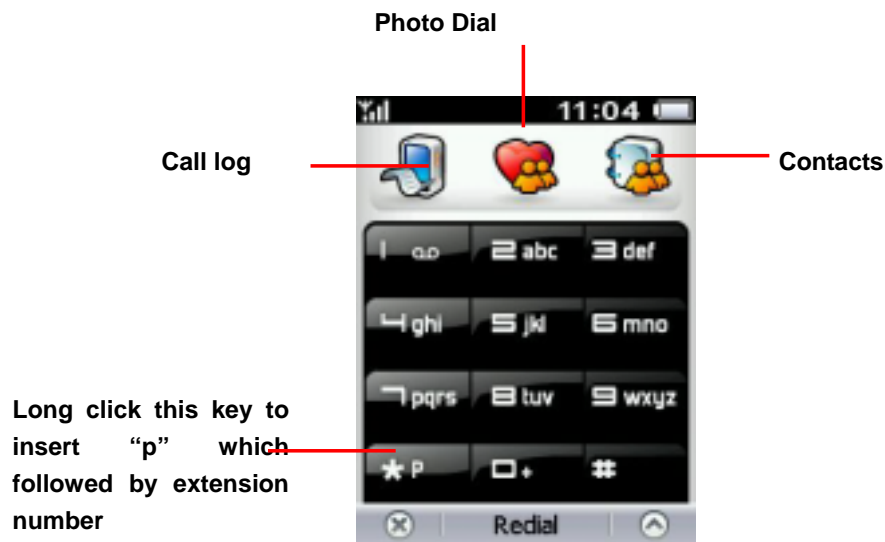 Photo Dial
11:04
Call log
Contacts
1
2 abc
3 def
4 ghi
5 jkl
6 mno
7 pqrs
8 tuv
9 wxyz
Long click this key to
insert “p” which
followed by extension
number
* P
0 +
#
Redial